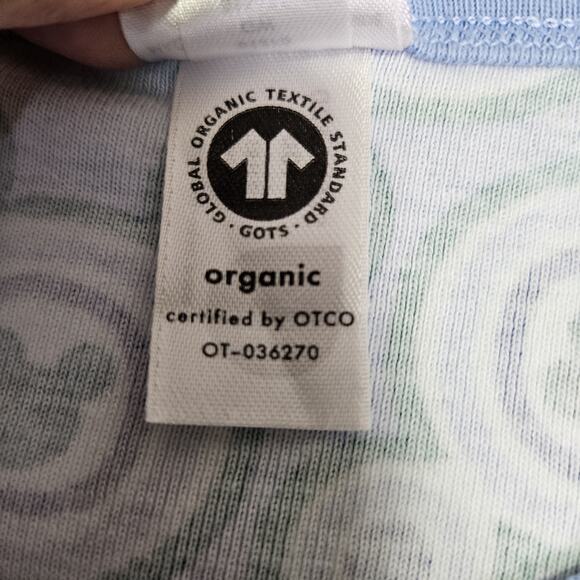 GLOBAL ORGANIC TEXTILE STANDARD
· GOTS ·
organic
certified by OTCO
OT-036270